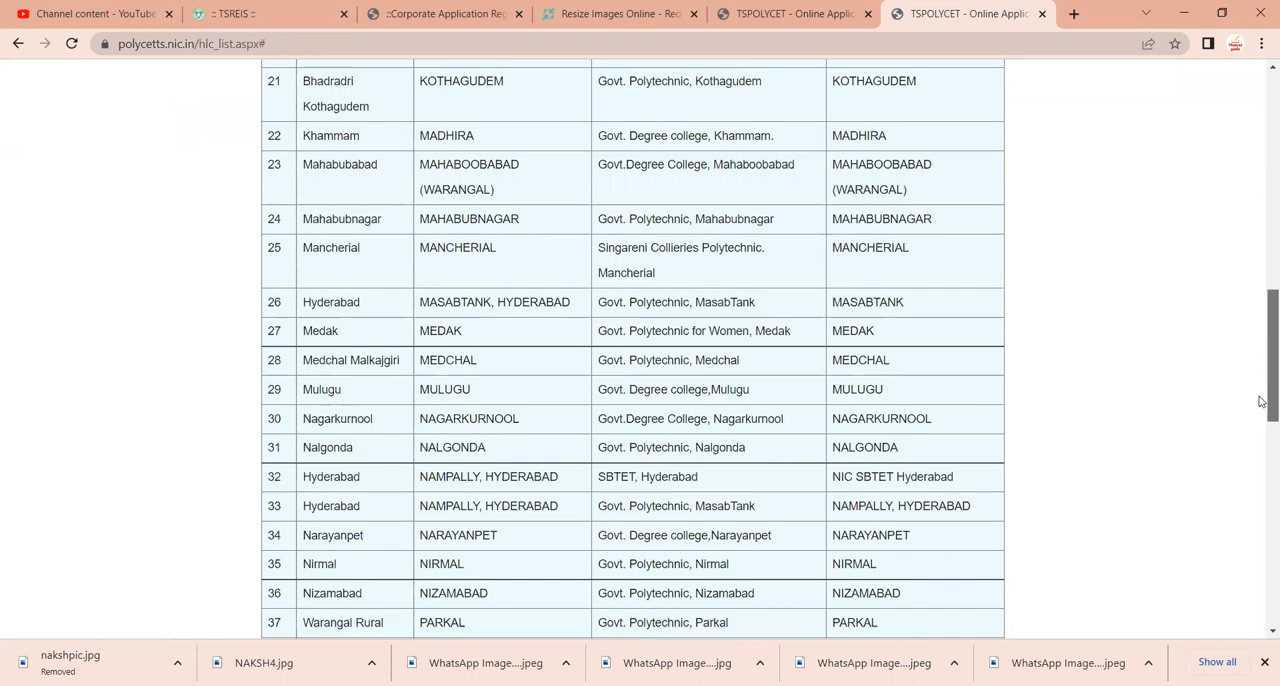 Channel content - YouTube
:: TSREIS ::
::Corporate Application Reg
Resize Images Online - Red
TSPOLYCET - Online Applic
TSPOLYCET - Online Applic
polycetts.nic.in/hlc_list.aspx#
21 Bhadradri Kothagudem KOTHAGUDEM Govt. Polytechnic, Kothagudem KOTHAGUDEM
22 Khammam MADHIRA Govt. Degree college, Khammam. MADHIRA
23 Mahabubabad MAHABOOBABAD (WARANGAL) Govt.Degree College, Mahaboobabad MAHABOOBABAD (WARANGAL)
24 Mahabubnagar MAHABUBNAGAR Govt. Polytechnic, Mahabubnagar MAHABUBNAGAR
25 Mancherial MANCHERIAL Singareni Collieries Polytechnic. Mancherial MANCHERIAL
26 Hyderabad MASABTANK, HYDERABAD Govt. Polytechnic, MasabTank MASABTANK
27 Medak MEDAK Govt. Polytechnic for Women, Medak MEDAK
28 Medchal Malkajgiri MEDCHAL Govt. Polytechnic, Medchal MEDCHAL
29 Mulugu MULUGU Govt. Degree college,Mulugu MULUGU
30 Nagarkurnool NAGARKURNOOL Govt.Degree College, Nagarkurnool NAGARKURNOOL
31 Nalgonda NALGONDA Govt. Polytechnic, Nalgonda NALGONDA
32 Hyderabad NAMPALLY, HYDERABAD SBTET, Hyderabad NIC SBTET Hyderabad
33 Hyderabad NAMPALLY, HYDERABAD Govt. Polytechnic, MasabTank NAMPALLY, HYDERABAD
34 Narayanpet NARAYANPET Govt. Degree college,Narayanpet NARAYANPET
35 Nirmal NIRMAL Govt. Polytechnic, Nirmal NIRMAL
36 Nizamabad NIZAMABAD Govt. Polytechnic, Nizamabad NIZAMABAD
37 Warangal Rural PARKAL Govt. Polytechnic, Parkal PARKAL
nakshpic.jpg
Removed
NAKSH4.jpg
WhatsApp Image....jpeg
WhatsApp Image....jpg
WhatsApp Image....jpeg
WhatsApp Image....jpeg
Show all